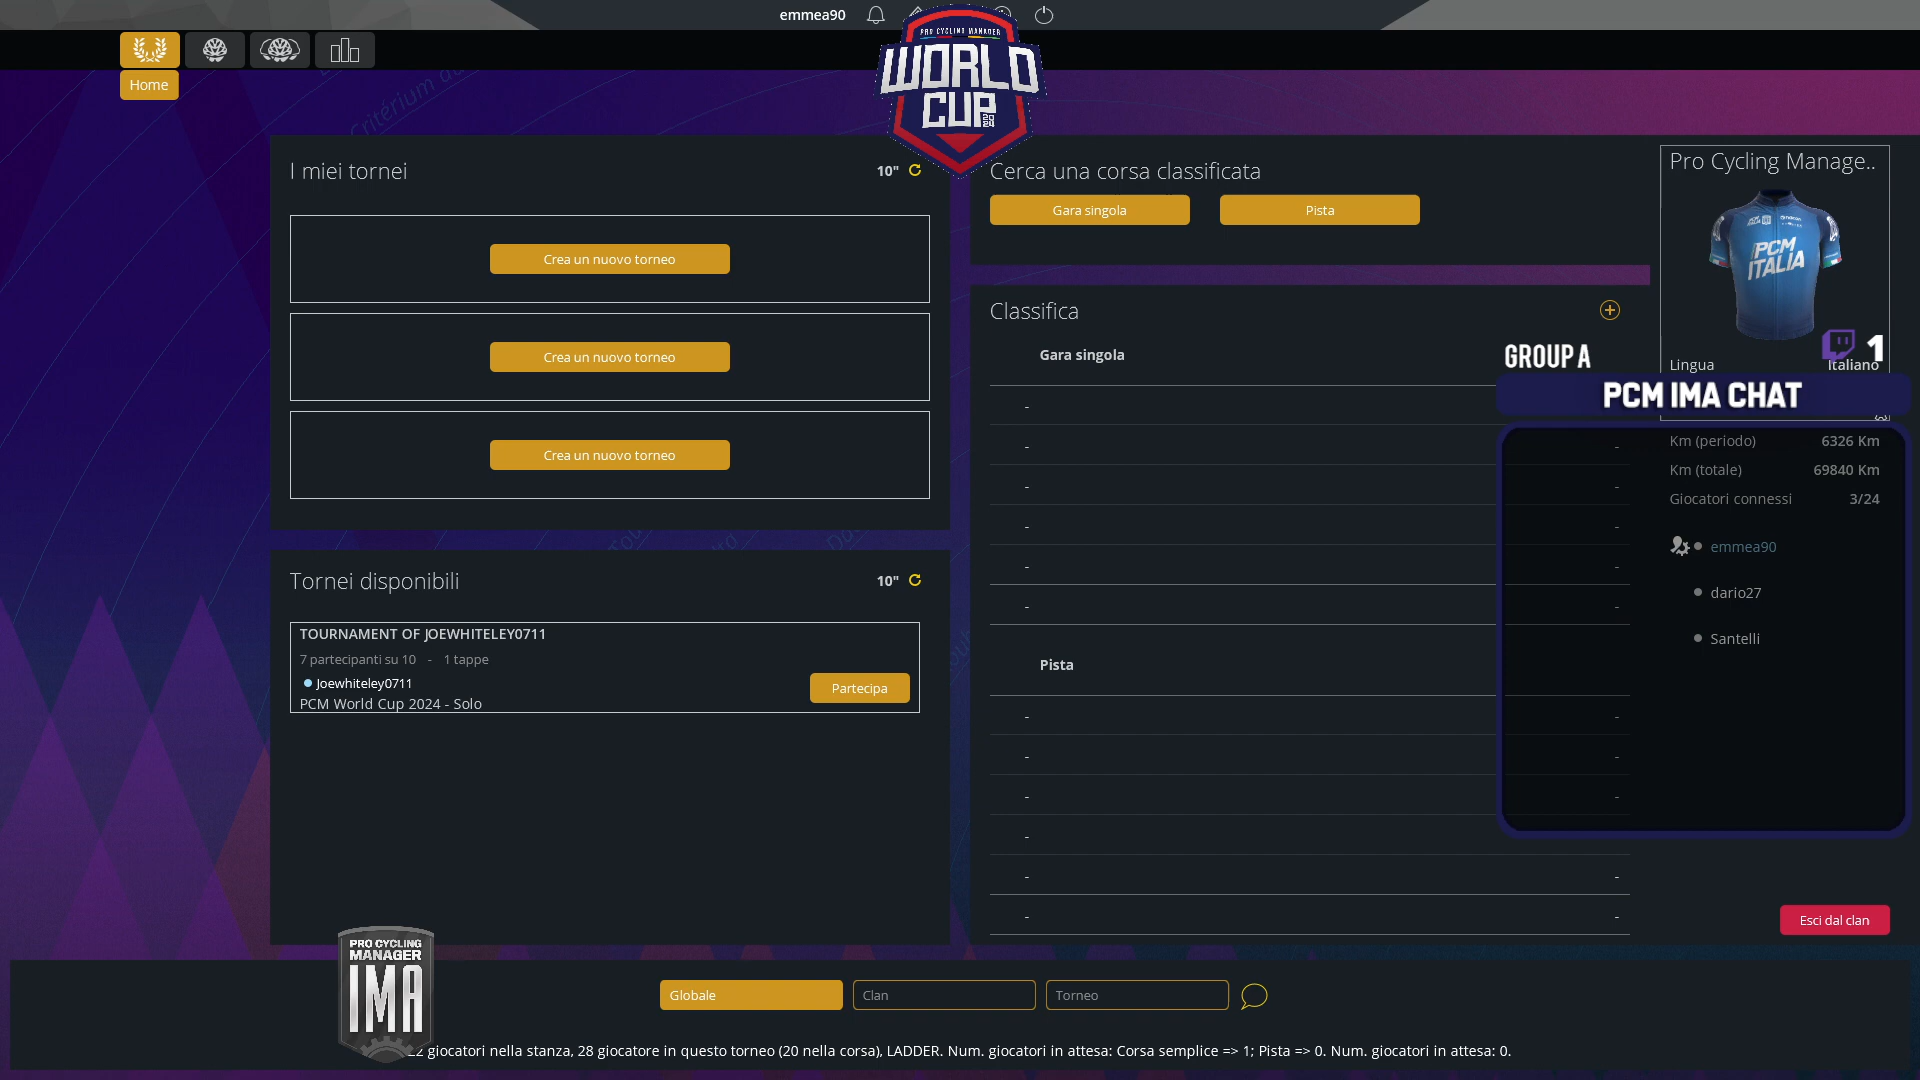 emmea90
PRO CYCLING MANAGER
WORLD
CUP
Home
I miei tornei
10"
Crea un nuovo torneo
Crea un nuovo torneo
Crea un nuovo torneo
Tornei disponibili
10"
TOURNAMENT OF JOEWHITELEY0711
7 partecipanti su 10 - 1 tappe
Joewhiteley0711
PCM World Cup 2024 - Solo
Partecipa
Cerca una corsa classificata
Gara singola
Pista
Classifica
Gara singola
-
- -
- -
- -
- -
- -
Pista
- -
- -
- -
-
- -
- -
Pro Cycling Manage..
PCM
ITALIA
1
Lingua Italiano
GROUP A
PCM IMA CHAT
Km (periodo) 6326 Km
Km (totale) 69840 Km
Giocatori connessi 3/24
emmea90
dario27
Santelli
Esci dal clan
PRO CYCLING
MANAGER
IMA
Globale
Clan
Torneo
giocatori nella stanza, 28 giocatore in questo torneo (20 nella corsa), LADDER. Num. giocatori in attesa: Corsa semplice => 1; Pista => 0. Num. giocatori in attesa: 0.